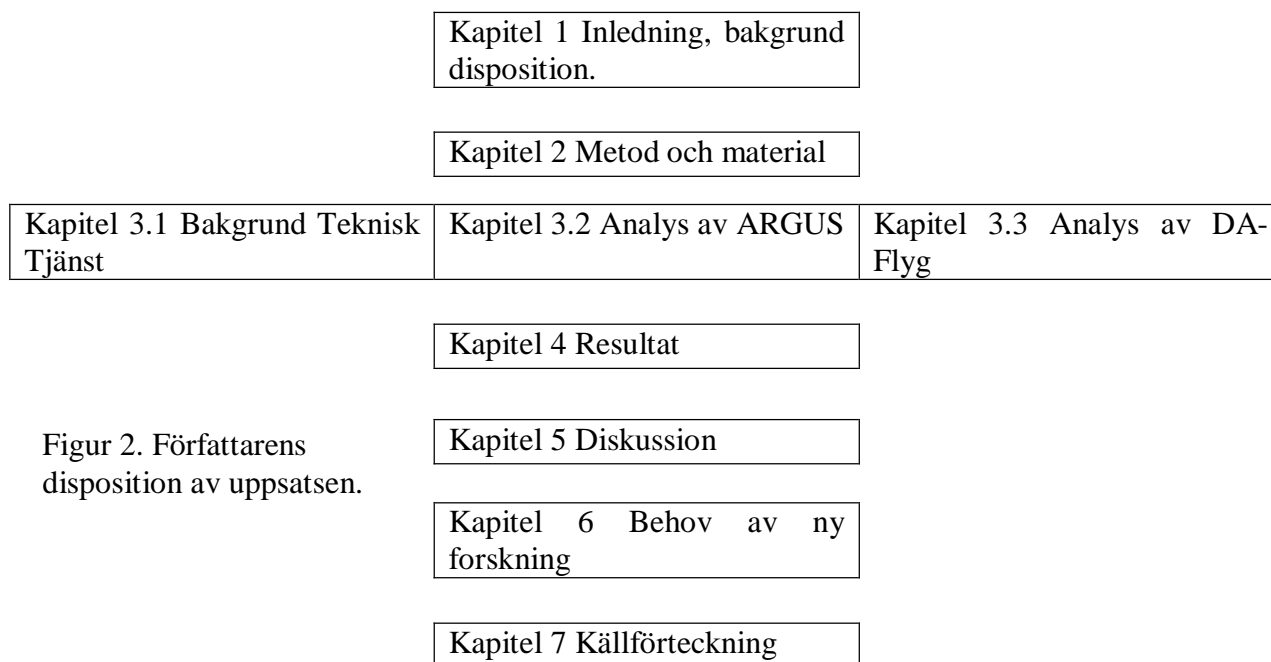 Kapitel 1 Inledning, bakgrund
disposition.
Kapitel 2 Metod och material
Kapitel 3.1 Bakgrund Teknisk
Tjänst
Kapitel 3.2 Analys av ARGUS
Kapitel 3.3 Analys av DA-
Flyg
Kapitel 4 Resultat
Figur 2. Författarens
disposition av uppsatsen.
Kapitel 5 Diskussion
Kapitel 6 Behov av ny
forskning
Kapitel 7 Källförteckning